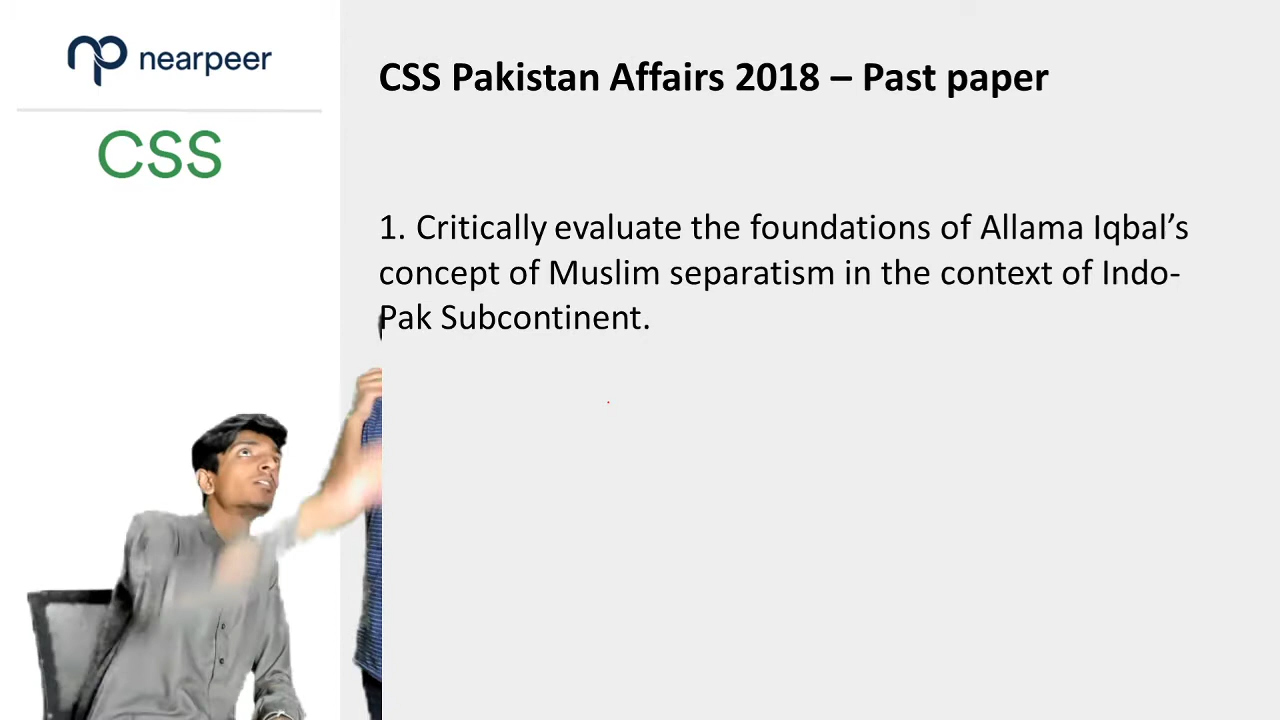 nearpeer
CSS
CSS Pakistan Affairs 2018 – Past paper
1. Critically evaluate the foundations of Allama Iqbal’s
concept of Muslim separatism in the context of Indo-
Pak Subcontinent.